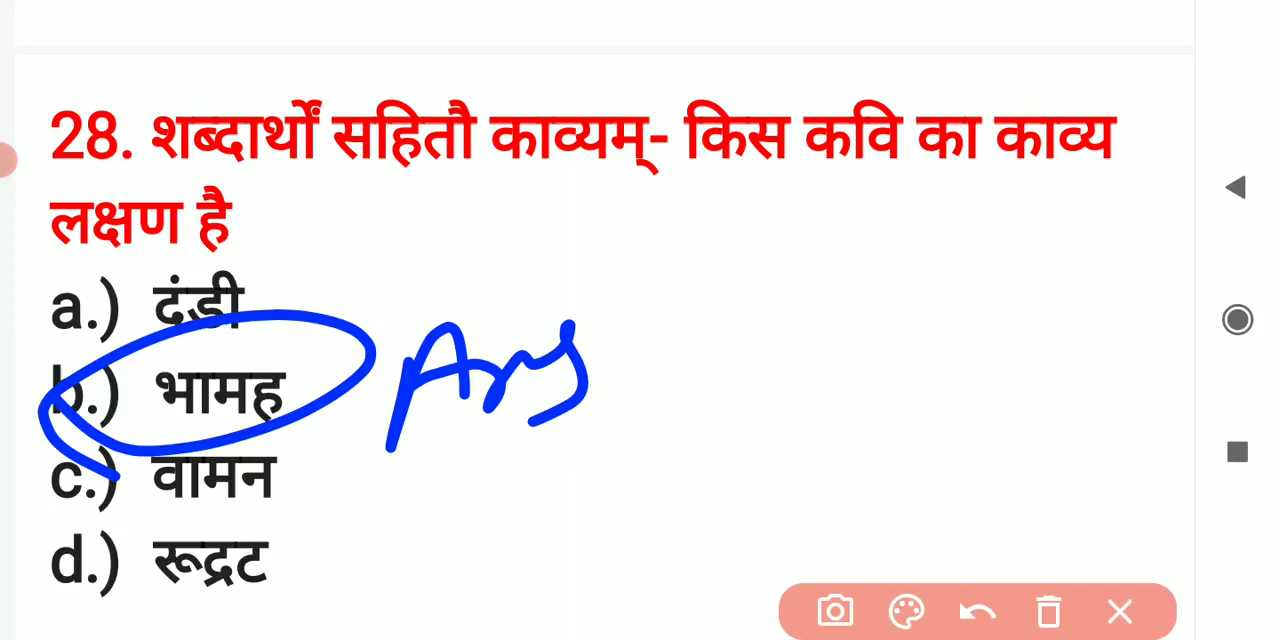 28. शब्दार्थों सहितौ काव्यम्- किस कवि का काव्य
लक्षण है
a.) दंडी
b.) भामह
Ans
c.) वामन
d.) रूद्रट